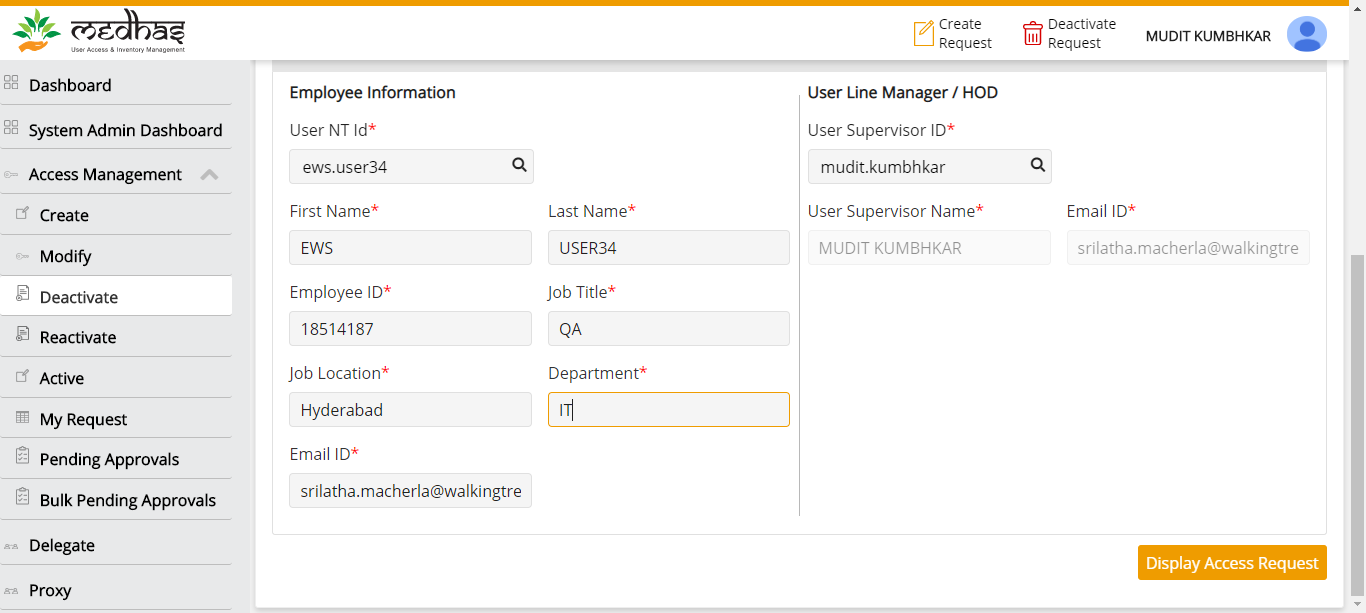 medhas
User Access & Inventory Management
Create
Request
Deactivate
Request
MUDIT KUMBHKAR
Dashboard
System Admin Dashboard
Access Management
Create
Modify
Deactivate
Reactivate
Active
My Request
Pending Approvals
Bulk Pending Approvals
Delegate
Proxy
Employee Information
User NT Id*
ews.user34
First Name* Last Name*
EWS USER34
Employee ID* Job Title*
18514187 QA
Job Location* Department*
Hyderabad IT
Email ID*
srilatha.macherla@walkingtre
User Line Manager / HOD
User Supervisor ID*
mudit.kumbhkar
User Supervisor Name* Email ID*
MUDIT KUMBHKAR srilatha.macherla@walkingtre
Display Access Request